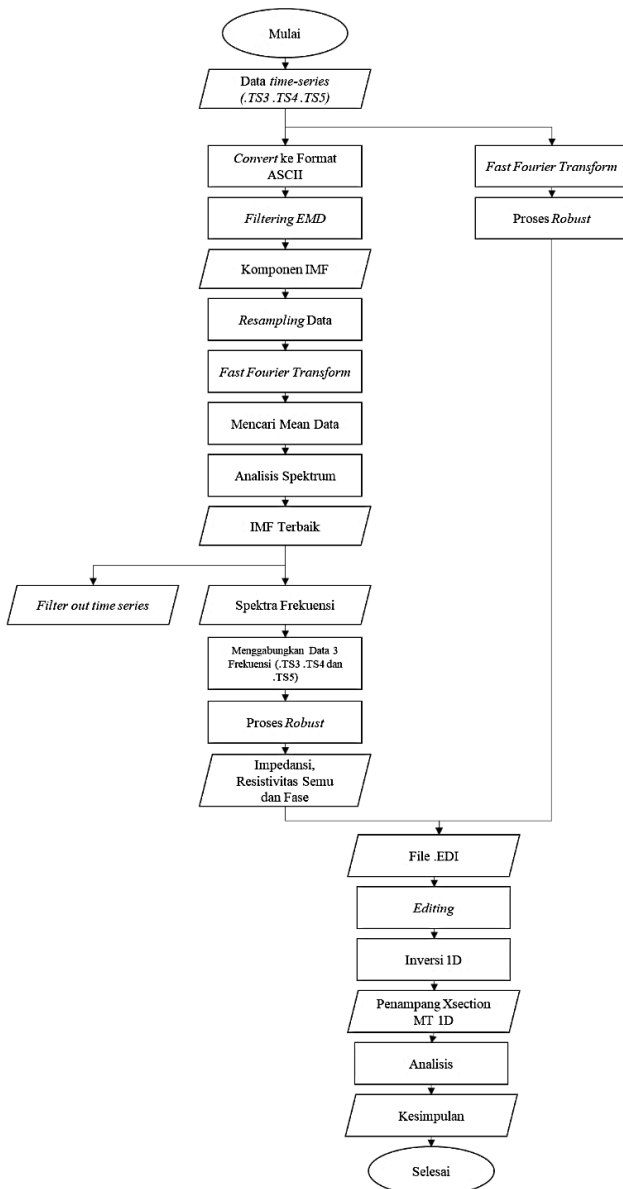 Mulai
Data time-series
(.TS3 .TS4 .TS5)
Convert ke Format
ASCII
Fast Fourier Transform
Filtering EMD
Proses Robust
Komponen IMF
Resampling Data
Fast Fourier Transform
Mencari Mean Data
Analisis Spektrum
IMF Terbaik
Filter out time series
Spektra Frekuensi
Menggabungkan Data 3
Frekuensi (.TS3 .TS4 dan
.TS5)
Proses Robust
Impedansi,
Resistivitas Semu
dan Fase
File .EDI
Editing
Inversi 1D
Penampang Xsection
MT 1D
Analisis
Kesimpulan
Selesai